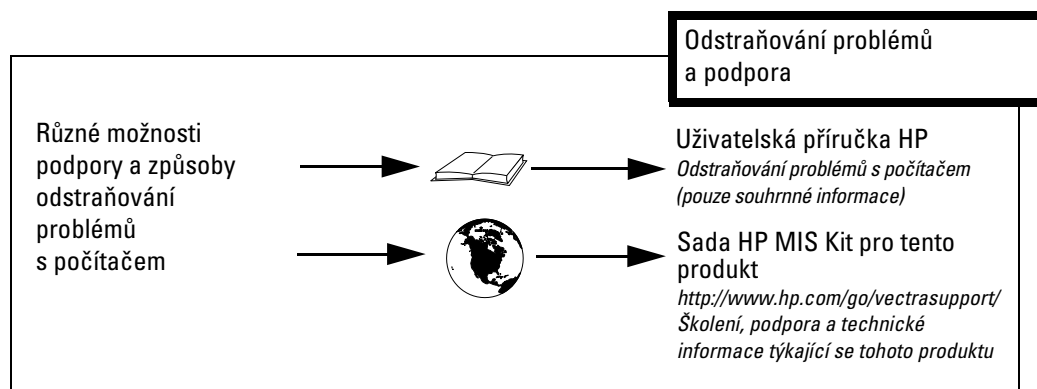 Odstraňování problémů
a podpora
Různé možnosti
podpory a způsoby
odstraňování
problémů
s počítačem
Uživatelská příručka HP
Odstraňování problémů s počítačem
(pouze souhrnné informace)
Sada HP MIS Kit pro tento
produkt
http://www.hp.com/go/vectrasupport/
Školení, podpora a technické
informace týkající se tohoto produktu